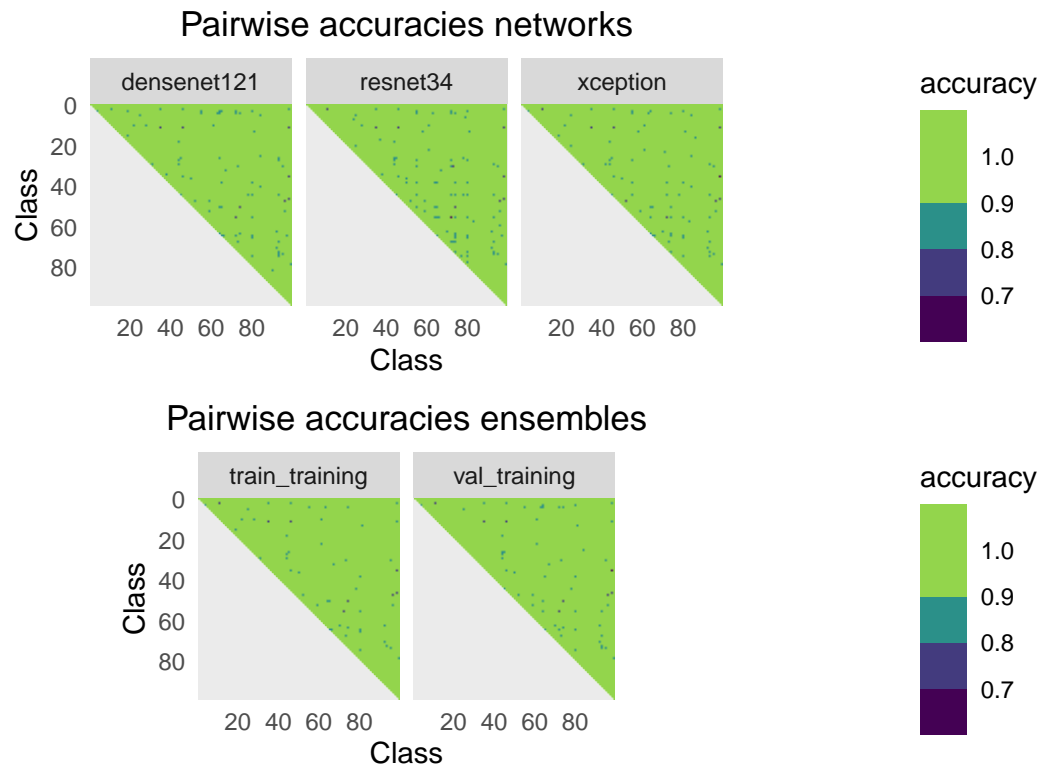 Pairwise accuracies networks
densenet121 resnet34 xception
accuracy
0
20
40
60
80
Class
20 40 60 80 20 40 60 80 20 40 60 80
Class
1.0
0.9
0.8
0.7
Pairwise accuracies ensembles
train_training val_training
accuracy
0
20
40
60
80
Class
20 40 60 80 20 40 60 80
Class
1.0
0.9
0.8
0.7